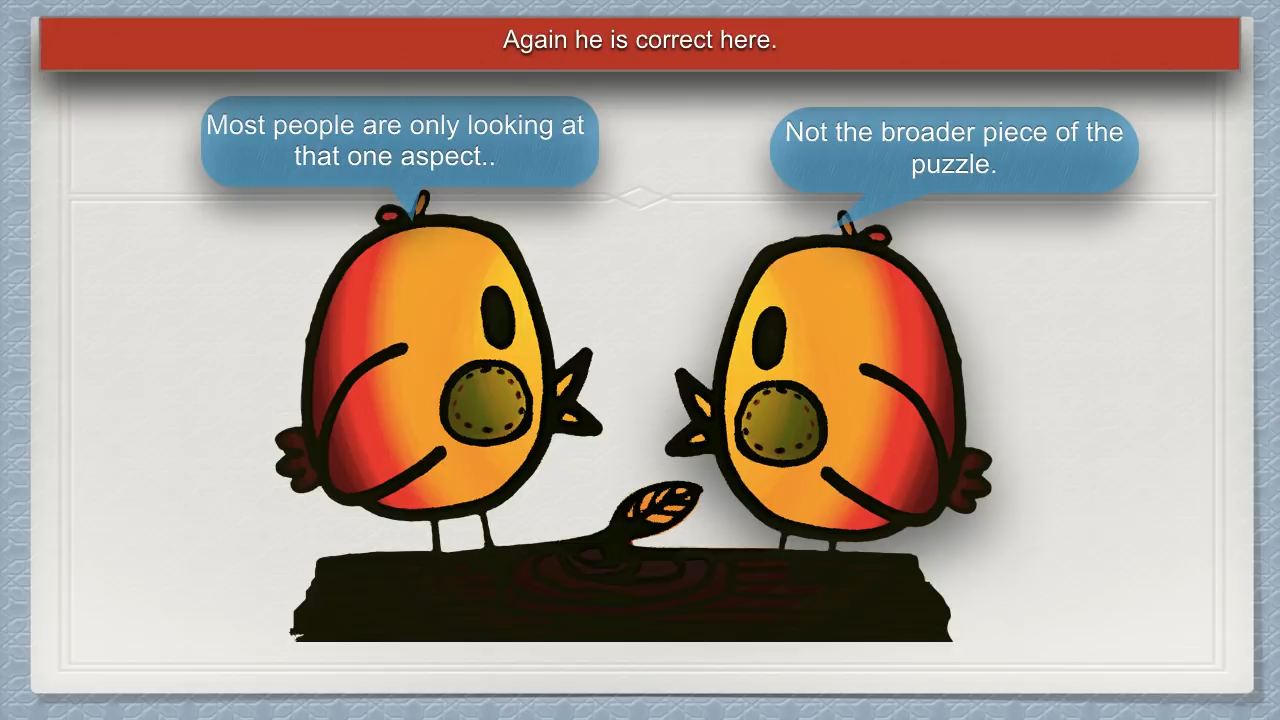 Again he is correct here.
Most people are only looking at
that one aspect..
Not the broader piece of the
puzzle.